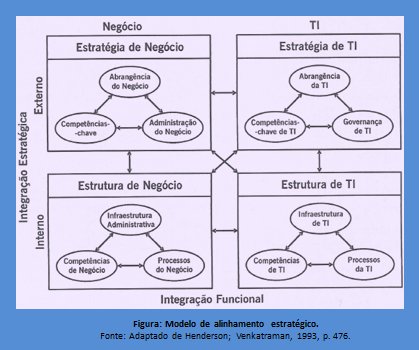 Negócio TI
Estratégia de Negócio
Abrangência
do Negócio
Competências-
-chave
Administração
do Negócio
Estratégia de TI
Abrangência
da TI
Competências-
-chave de TI
Governança
de TI
Externo
Integração Estratégica
Interno
Estrutura de Negócio
Infraestrutura
Administrativa
Competências
de Negócio
Processos
do Negócio
Estrutura de TI
Infraestrutura
de TI
Competências
de TI
Processos
da TI
Integração Funcional
Figura: Modelo de alinhamento estratégico.
Fonte: Adaptado de Henderson; Venkatraman, 1993, p. 476.